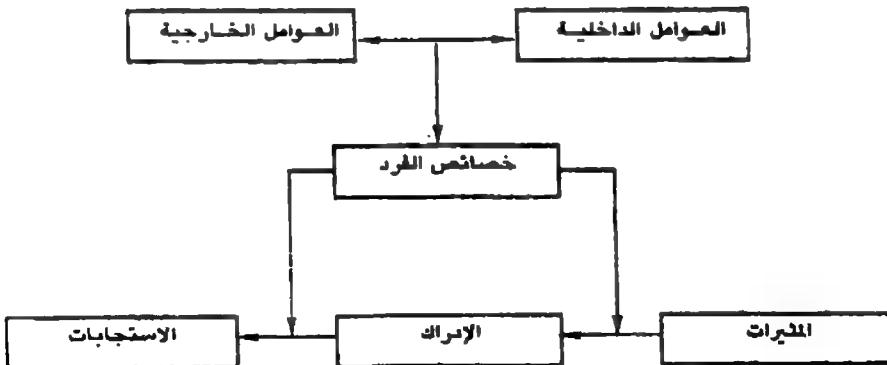 العوامل الداخلية
العوامل الخارجية
خصائص الفرد
المثيرات
الإدراك
الاستجابات